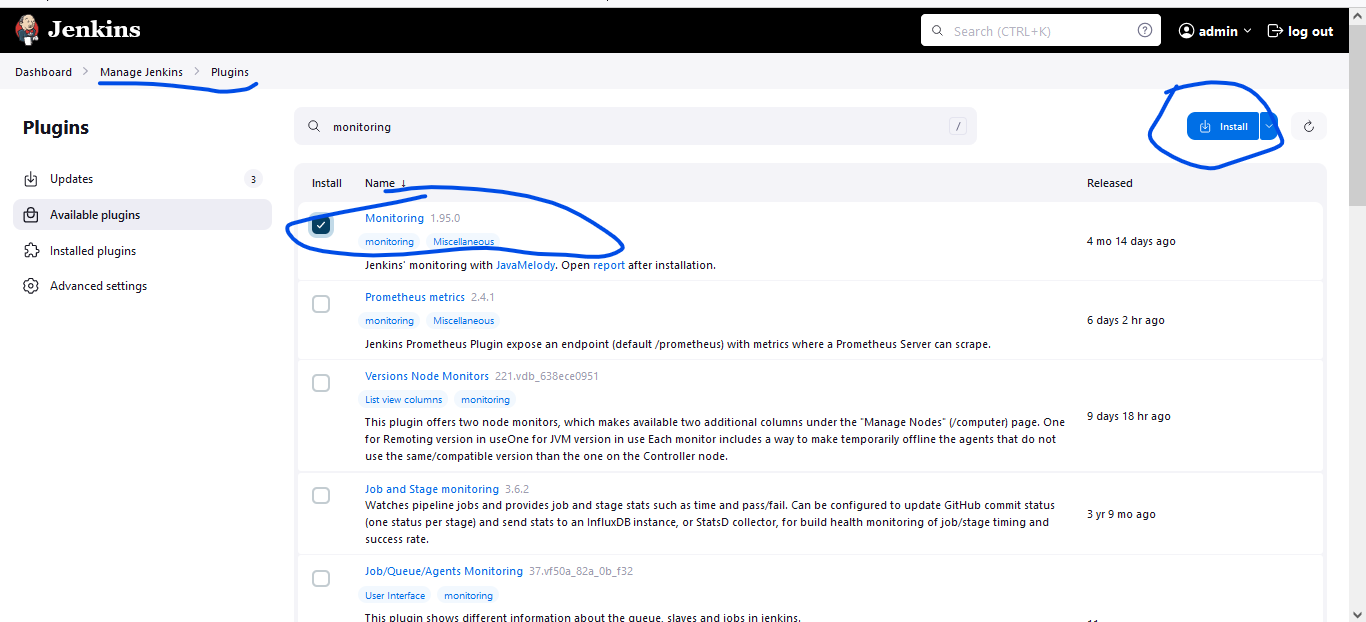 Jenkins
Search (CTRL+K)
admin
log out
Dashboard
Manage Jenkins
Plugins
Plugins
monitoring
/
Install
Updates
3
Available plugins
Installed plugins
Advanced settings
Install Name ↓ Released
Monitoring 1.95.0
monitoring Miscellaneous
4 mo 14 days ago
Jenkins' monitoring with JavaMelody. Open report after installation.
Prometheus metrics 2.4.1
monitoring Miscellaneous
6 days 2 hr ago
Jenkins Prometheus Plugin expose an endpoint (default /prometheus) with metrics where a Prometheus Server can scrape.
Versions Node Monitors 221.vdb_638ece0951
List view columns monitoring
9 days 18 hr ago
This plugin offers two node monitors, which makes available two additional columns under the "Manage Nodes" (/computer) page. One
for Remoting version in useOne for JVM version in use Each monitor includes a way to make temporarily offline the agents that do not
use the same/compatible version than the one on the Controller node.
Job and Stage monitoring 3.6.2
Watches pipeline jobs and provides job and stage stats such as time and pass/fail. Can be configured to update GitHub commit status
(one status per stage) and send stats to an InfluxDB instance, or StatsD collector, for build health monitoring of job/stage timing and
success rate.
3 yr 9 mo ago
Job/Queue/Agents Monitoring 37.vf50a_82a_0b_f32
User Interface monitoring
This plugin shows different information about the queue, slaves and jobs in jenkins.